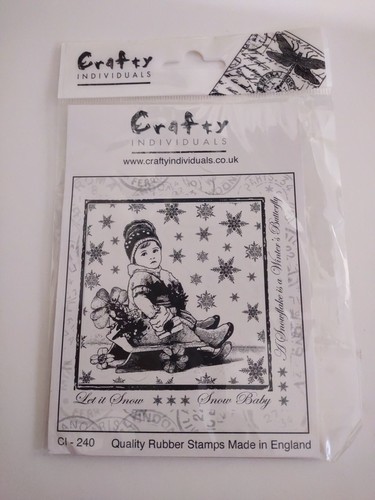 Crafty
INDIVIDUALS
Crafty
INDIVIDUALS
www.craftyindividuals.co.uk
A Snowflake is a Winter's Butterfly
Let it Snow *** Snow Baby
CI - 240 Quality Rubber Stamps Made in England